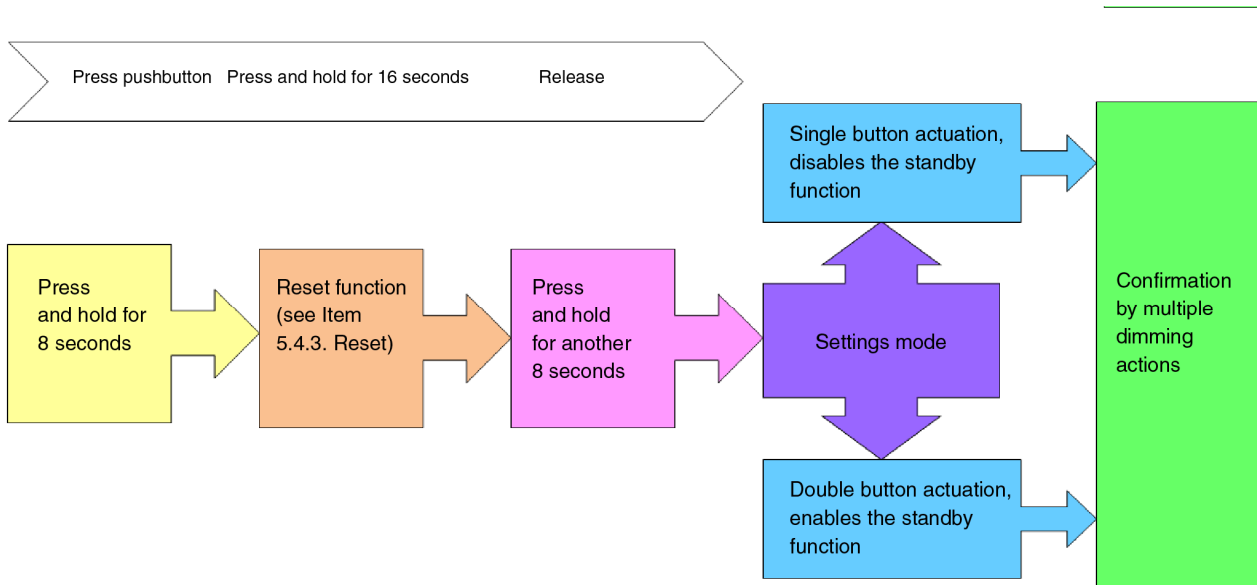 Press pushbutton Press and hold for 16 seconds Release
Press
and hold for
8 seconds
Reset function
(see Item
5.4.3. Reset)
Press
and hold
for another
8 seconds
Settings mode
Single button actuation,
disables the standby
function
Double button actuation,
enables the standby
function
Confirmation
by multiple
dimming
actions